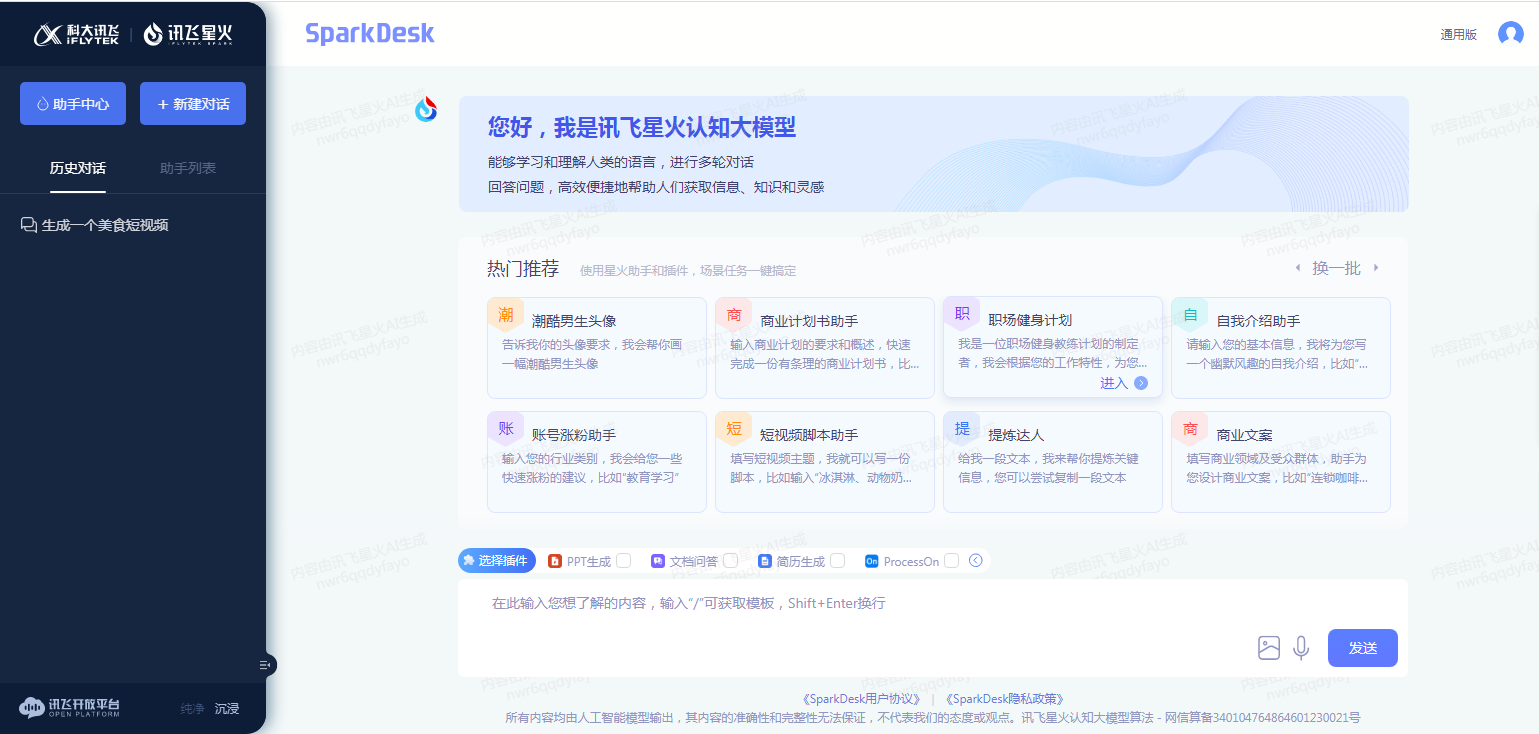 科大讯飞
iFLYTEK
讯飞星火
IFLYTEK SPARK
SparkDesk
通用版
助手中心
+ 新建对话
历史对话
助手列表
生成一个美食短视频
您好，我是讯飞星火认知大模型
能够学习和理解人类的语言，进行多轮对话
回答问题，高效便捷地帮助人们获取信息、知识和灵感
热门推荐
使用星火助手和插件，场景任务一键搞定
换一批
潮
潮酷男生头像
告诉我你的头像要求，我会帮你画
一幅潮酷男生头像
商
商业计划书助手
输入商业计划的要求和概述，快速
完成一份有条理的商业计划书，比...
职
职场健身计划
我是一位职场健身教练计划的制定
者，我会根据您的工作特性，为您...
进入
自
自我介绍助手
请输入您的基本信息，我将为您写
一个幽默风趣的自我介绍，比如“...
账
账号涨粉助手
输入您的行业类别，我会给您一些
快速涨粉的建议，比如“教育学习”
短
短视频脚本助手
填写短视频主题，我就可以写一份
脚本，比如输入“冰淇淋、动物奶...
提
提炼达人
给我一段文本，我来帮你提炼关键
信息，您可以尝试复制一段文本
商
商业文案
填写商业领域及受众群体，助手为
您设计商业文案，比如“连锁咖啡...
选择插件
PPT生成
文档问答
简历生成
On
ProcessOn
在此输入您想了解的内容，输入“/”可获取模板，Shift+Enter换行
发送
讯飞开放平台
OPEN PLATFORM
纯净
沉浸
《SparkDesk用户协议》 | 《SparkDesk隐私政策》
所有内容均由人工智能模型输出，其内容的准确性和完整性无法保证，不代表我们的态度或观点。讯飞星火认知大模型算法 - 网信算备340104764864601230021号
内容由讯飞星火AI生成
nwr6qqdyfayo